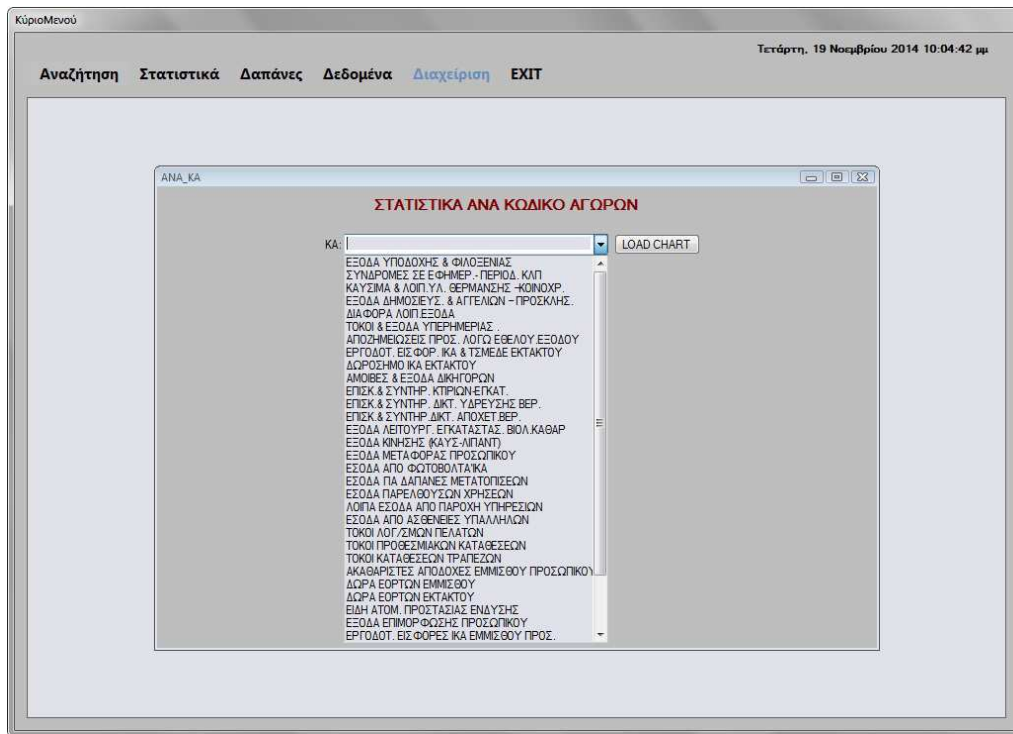 ΚύριοΜενού
Τετάρτη, 19 Νοεμβρίου 2014 10:04:42 μμ
Αναζήτηση Στατιστικά Δαπάνες Δεδομένα Διαχείριση EXIT
ANA_KA
ΣΤΑΤΙΣΤΙΚΑ ΑΝΑ ΚΩΔΙΚΟ ΑΓΟΡΩΝ
ΚΑ: LOAD CHART
ΕΞΟΔΑ ΥΠΟΔΟΧΗΣ & ΦΙΛΟΞΕΝΙΑΣ
ΣΥΝΔΡΟΜΕΣ ΣΕ ΕΦΗΜΕΡ.- ΠΕΡΙΟΔ. ΚΛΠ
ΚΑΥΣΙΜΑ & ΛΟΙΠ.ΥΛ. ΘΕΡΜΑΝΣΗΣ -ΚΟΙΝΟΧΡ.
ΕΞΟΔΑ ΔΗΜΟΣΙΕΥΣ. & ΑΓΓΕΛΙΩΝ – ΠΡΟΣΚΛΗΣ.
ΔΙΑΦΟΡΑ ΛΟΙΠ.ΕΞΟΔΑ
ΤΟΚΟΙ & ΕΞΟΔΑ ΥΠΕΡΗΜΕΡΙΑΣ .
ΑΠΟΖΗΜΕΙΩΣΕΙΣ ΠΡΟΣ. ΛΟΓΩ ΕΘΕΛΟΥ.ΕΞΟΔΟΥ
ΕΡΓΟΔΟΤ. ΕΙΣΦΟΡ. ΙΚΑ & ΤΣΜΕΔΕ ΕΚΤΑΚΤΟΥ
ΔΩΡΟΣΗΜΟ ΙΚΑ ΕΚΤΑΚΤΟΥ
ΑΜΟΙΒΕΣ & ΕΞΟΔΑ ΔΙΚΗΓΟΡΩΝ
ΕΠΙΣΚ.& ΣΥΝΤΗΡ. ΚΤΙΡΙΩΝ-ΕΓΚΑΤ.
ΕΠΙΣΚ.& ΣΥΝΤΗΡ. ΔΙΚΤ. ΥΔΡΕΥΣΗΣ ΒΕΡ.
ΕΠΙΣΚ.& ΣΥΝΤΗΡ.ΔΙΚΤ. ΑΠΟΧΕΤ.ΒΕΡ.
ΕΞΟΔΑ ΛΕΙΤΟΥΡΓ. ΕΓΚΑΤΑΣΤΑΣ. ΒΙΟΛ.ΚΑΘΑΡ
ΕΞΟΔΑ ΚΙΝΗΣΗΣ (ΚΑΥΣ-ΛΙΠΑΝΤ)
ΕΞΟΔΑ ΜΕΤΑΦΟΡΑΣ ΠΡΟΣΩΠΙΚΟΥ
ΕΣΟΔΑ ΑΠΟ ΦΩΤΟΒΟΛΤΑΪΚΑ
ΕΣΟΔΑ ΓΙΑ ΔΑΠΑΝΕΣ ΜΕΤΑΤΟΠΙΣΕΩΝ
ΕΣΟΔΑ ΠΑΡΕΛΘΟΥΣΩΝ ΧΡΗΣΕΩΝ
ΛΟΙΠΑ ΕΣΟΔΑ ΑΠΟ ΠΑΡΟΧΗ ΥΠΗΡΕΣΙΩΝ
ΕΣΟΔΑ ΑΠΟ ΑΣΘΕΝΕΙΕΣ ΥΠΑΛΛΗΛΩΝ
ΤΟΚΟΙ ΛΟΓ/ΣΜΩΝ ΠΕΛΑΤΩΝ
ΤΟΚΟΙ ΠΡΟΘΕΣΜΙΑΚΩΝ ΚΑΤΑΘΕΣΕΩΝ
ΤΟΚΟΙ ΚΑΤΑΘΕΣΕΩΝ ΤΡΑΠΕΖΩΝ
ΑΚΑΘΑΡΙΣΤΕΣ ΑΠΟΔΟΧΕΣ ΕΜΜΙΣΘΟΥ ΠΡΟΣΩΠΙΚΟΥ
ΔΩΡΑ ΕΟΡΤΩΝ ΕΜΜΙΣΘΟΥ
ΔΩΡΑ ΕΟΡΤΩΝ ΕΚΤΑΚΤΟΥ
ΕΙΔΗ ΑΤΟΜ. ΠΡΟΣΤΑΣΙΑΣ ΕΝΔΥΣΗΣ
ΕΞΟΔΑ ΕΠΙΜΟΡΦΩΣΗΣ ΠΡΟΣΩΠΙΚΟΥ
ΕΡΓΟΔΟΤ. ΕΙΣΦΟΡΕΣ ΙΚΑ ΕΜΜΙΣΘΟΥ ΠΡΟΣ.